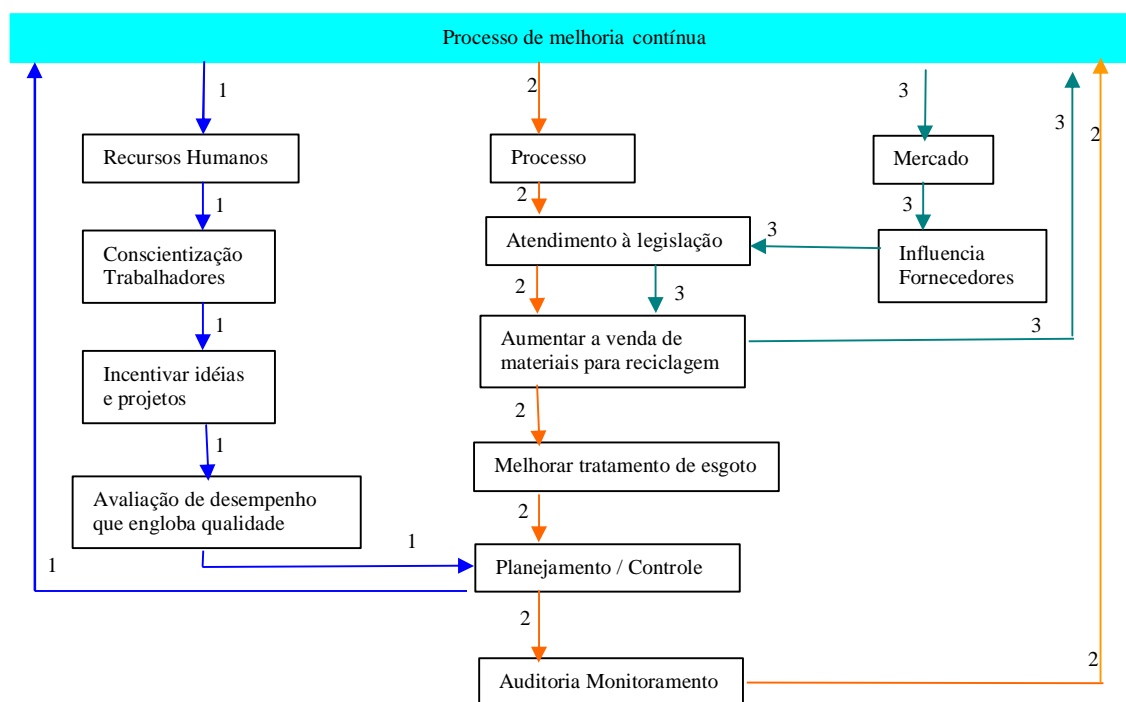 Processo de melhoria contínua
1
2
3
3
2
Recursos Humanos
Processo
Mercado
1
2
3
Conscientização
Trabalhadores
Atendimento à legislação
3
Influencia
Fornecedores
1
2
3
Aumentar a venda de
materiais para reciclagem
3
Incentivar idéias
e projetos
1
2
Melhorar tratamento de esgoto
Avaliação de desempenho
que engloba qualidade
2
1
1
Planejamento / Controle
2
2
Auditoria Monitoramento